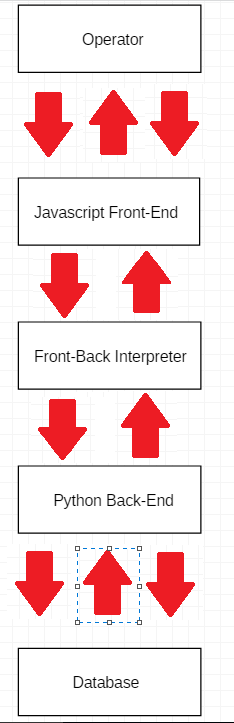 Operator
Javascript Front-End
Front-Back Interpreter
Python Back-End
Database